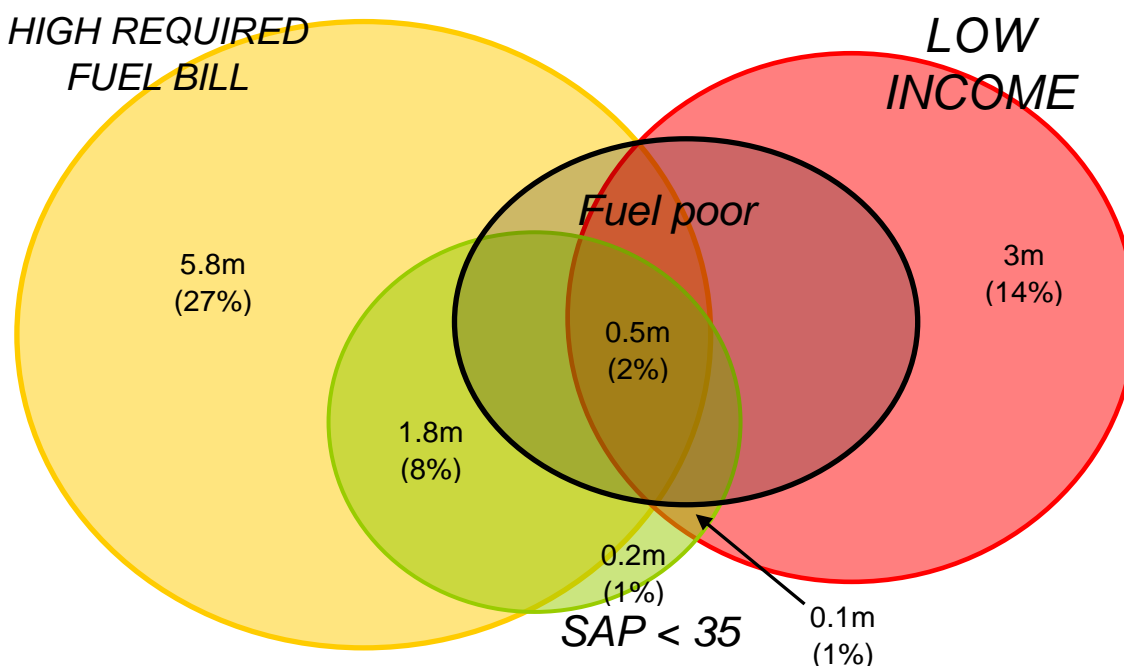 HIGH REQUIRED
FUEL BILL
LOW
INCOME
Fuel poor
5.8m
(27%)
3m
(14%)
0.5m
(2%)
1.8m
(8%)
0.2m
(1%)
SAP < 35
0.1m
(1%)